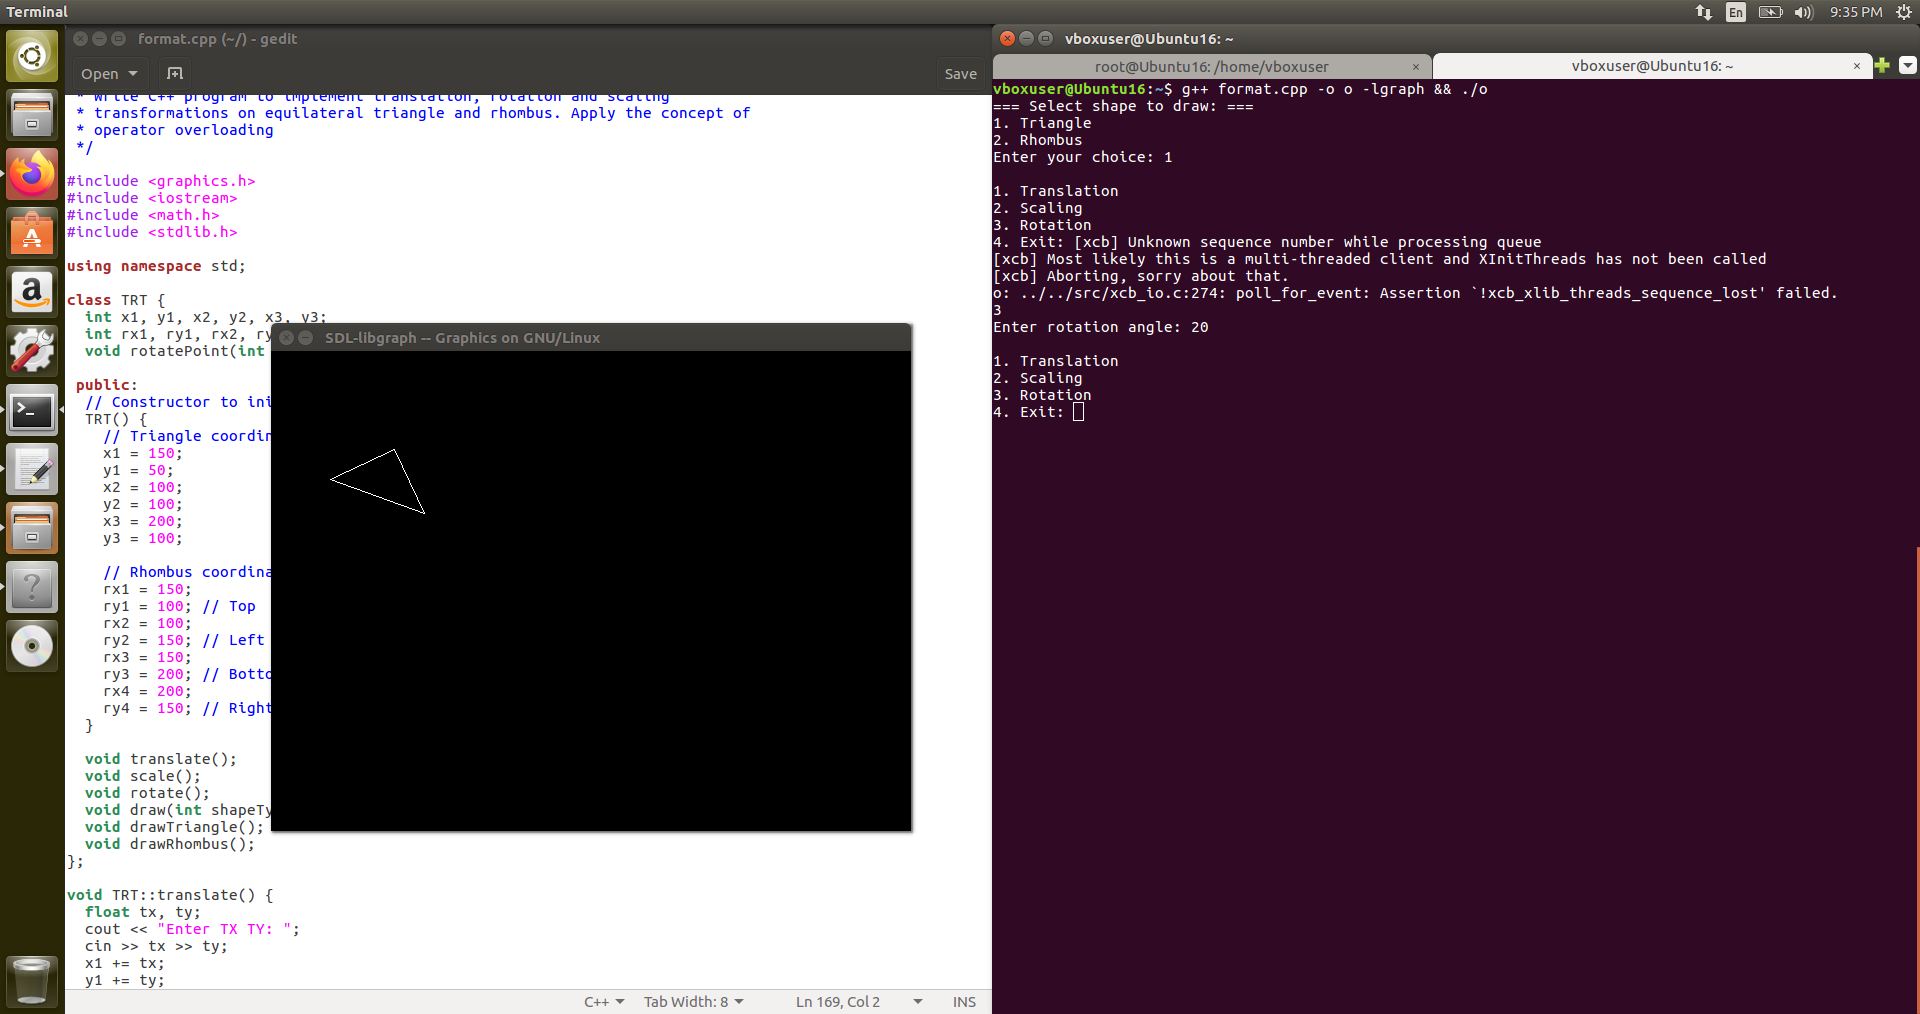 Terminal
En
9:35 PM
format.cpp (~/) - gedit
Open
Save
* Write C++ program to implement translation, rotation and scaling
* transformations on equilateral triangle and rhombus. Apply the concept of
* operator overloading
*/
#include <graphics.h>
#include <iostream>
#include <math.h>
#include <stdlib.h>
using namespace std;
class TRT {
int x1, y1, x2, y2, x3, y3;
int rx1, ry1, rx2, ry
void rotatePoint(int
public:
// Constructor to ini
TRT() {
// Triangle coordin
x1 = 150;
y1 = 50;
x2 = 100;
y2 = 100;
x3 = 200;
y3 = 100;
// Rhombus coordina
rx1 = 150;
ry1 = 100; // Top
rx2 = 100;
ry2 = 150; // Left
rx3 = 150;
ry3 = 200; // Botto
rx4 = 200;
ry4 = 150; // Right
}
void translate();
void scale();
void rotate();
void draw(int shapeTy
void drawTriangle();
void drawRhombus();
};
void TRT::translate() {
float tx, ty;
cout << "Enter TX TY: ";
cin >> tx >> ty;
x1 += tx;
y1 += ty;
C++ Tab Width: 8 Ln 169, Col 2 INS
SDL-libgraph -- Graphics on GNU/Linux
vboxuser@Ubuntu16: ~
root@Ubuntu16: /home/vboxuser
vboxuser@Ubuntu16: ~
vboxuser@Ubuntu16:~$ g++ format.cpp -o o -lgraph && ./o
=== Select shape to draw: ===
1. Triangle
2. Rhombus
Enter your choice: 1
1. Translation
2. Scaling
3. Rotation
4. Exit: [xcb] Unknown sequence number while processing queue
[xcb] Most likely this is a multi-threaded client and XInitThreads has not been called
[xcb] Aborting, sorry about that.
o: ../../src/xcb_io.c:274: poll_for_event: Assertion `!xcb_xlib_threads_sequence_lost' failed.
3
Enter rotation angle: 20
1. Translation
2. Scaling
3. Rotation
4. Exit: